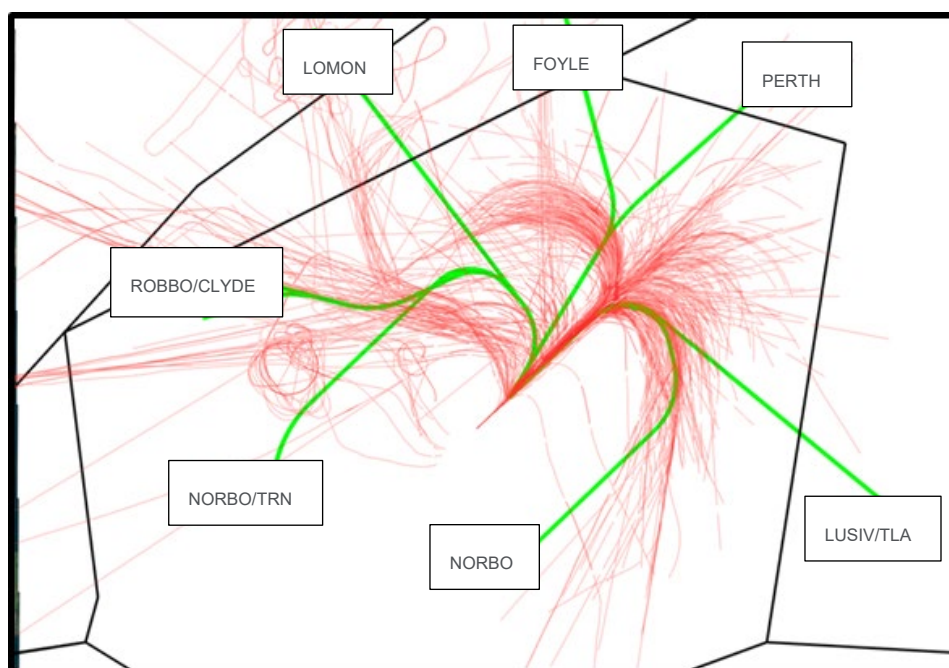 LOMON
FOYLE
PERTH
ROBBO/CLYDE
NORBO/TRN
NORBO
LUSIV/TLA